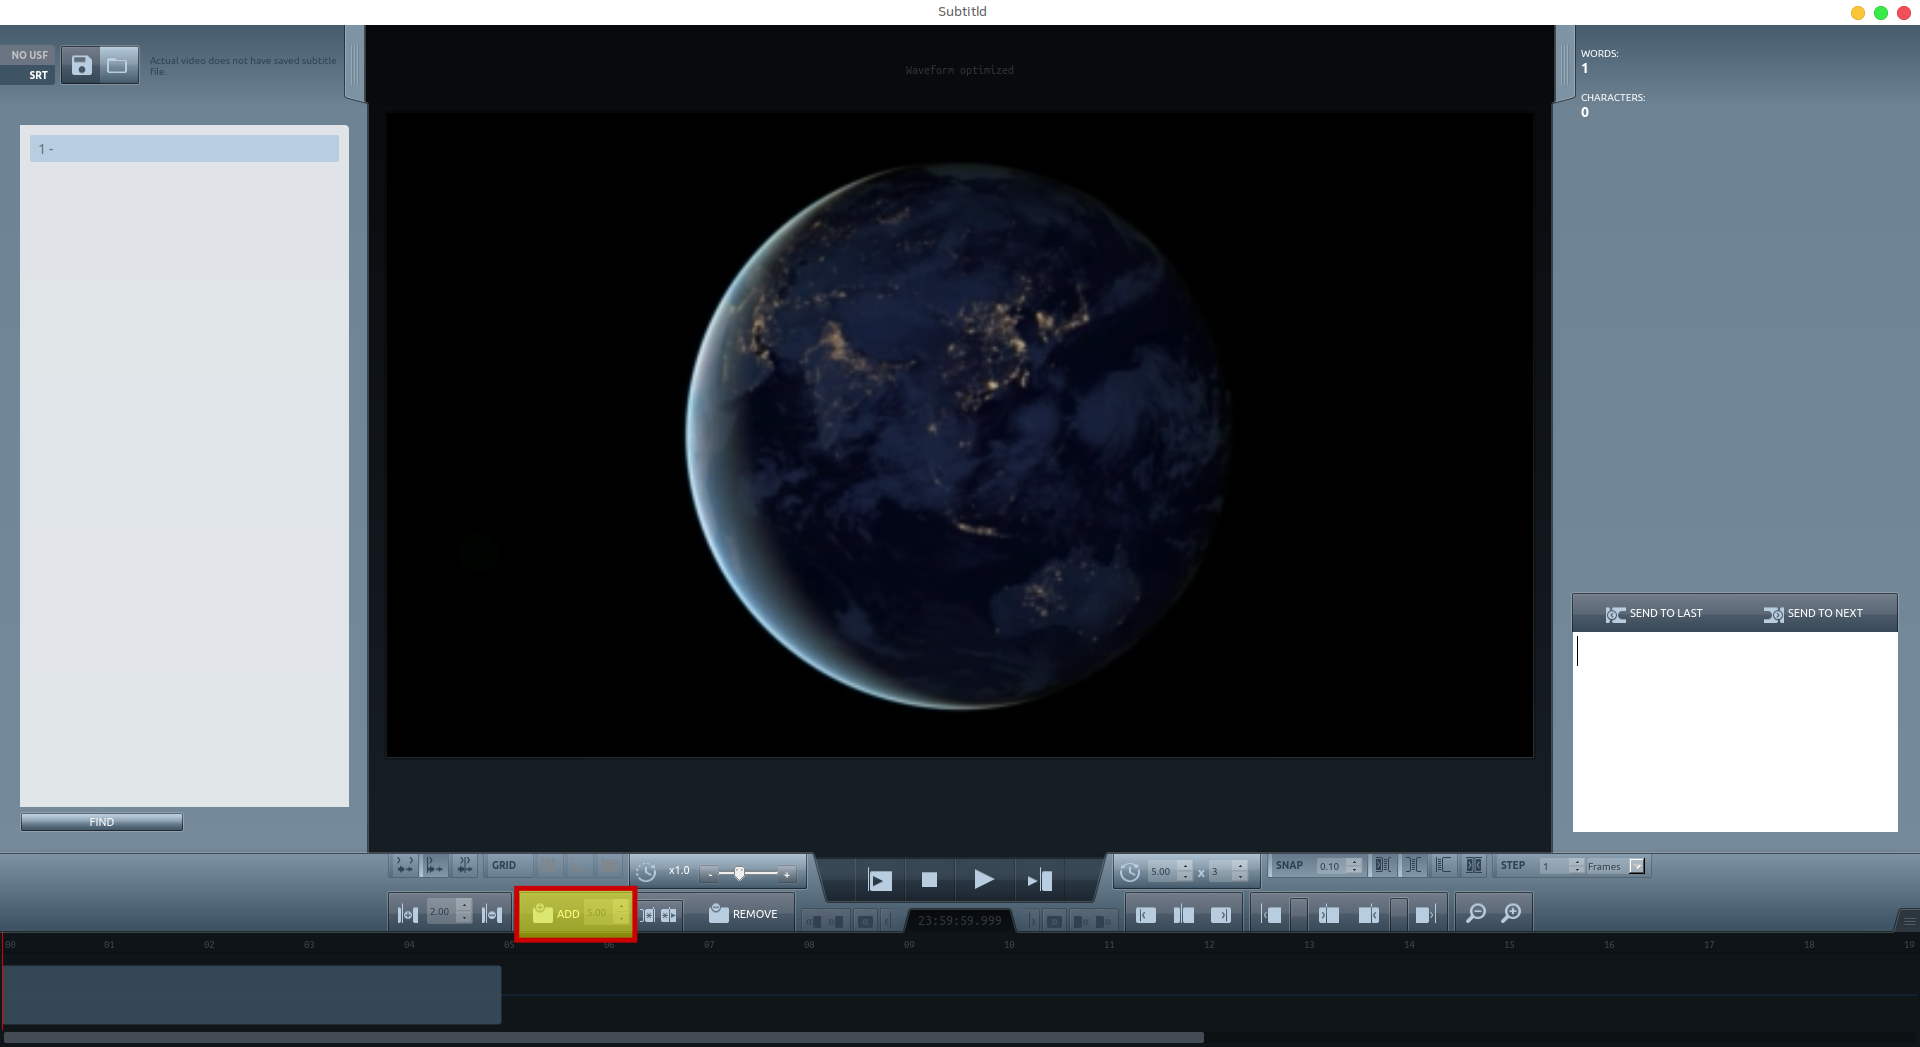 Subtitld
NO USF
SRT
Actual video does not have saved subtitle
file.
Waveform optimized
WORDS:
1
CHARACTERS:
0
1 -
SEND TO LAST
SEND TO NEXT
FIND
GRID
x1.0
-
+
5.00
x
3
SNAP
0.10
STEP
1
Frames
2.00
ADD
5.00
REMOVE
23:59:59.999
00
01
02
03
04
05
06
07
08
09
10
11
12
13
14
15
16
17
18
19